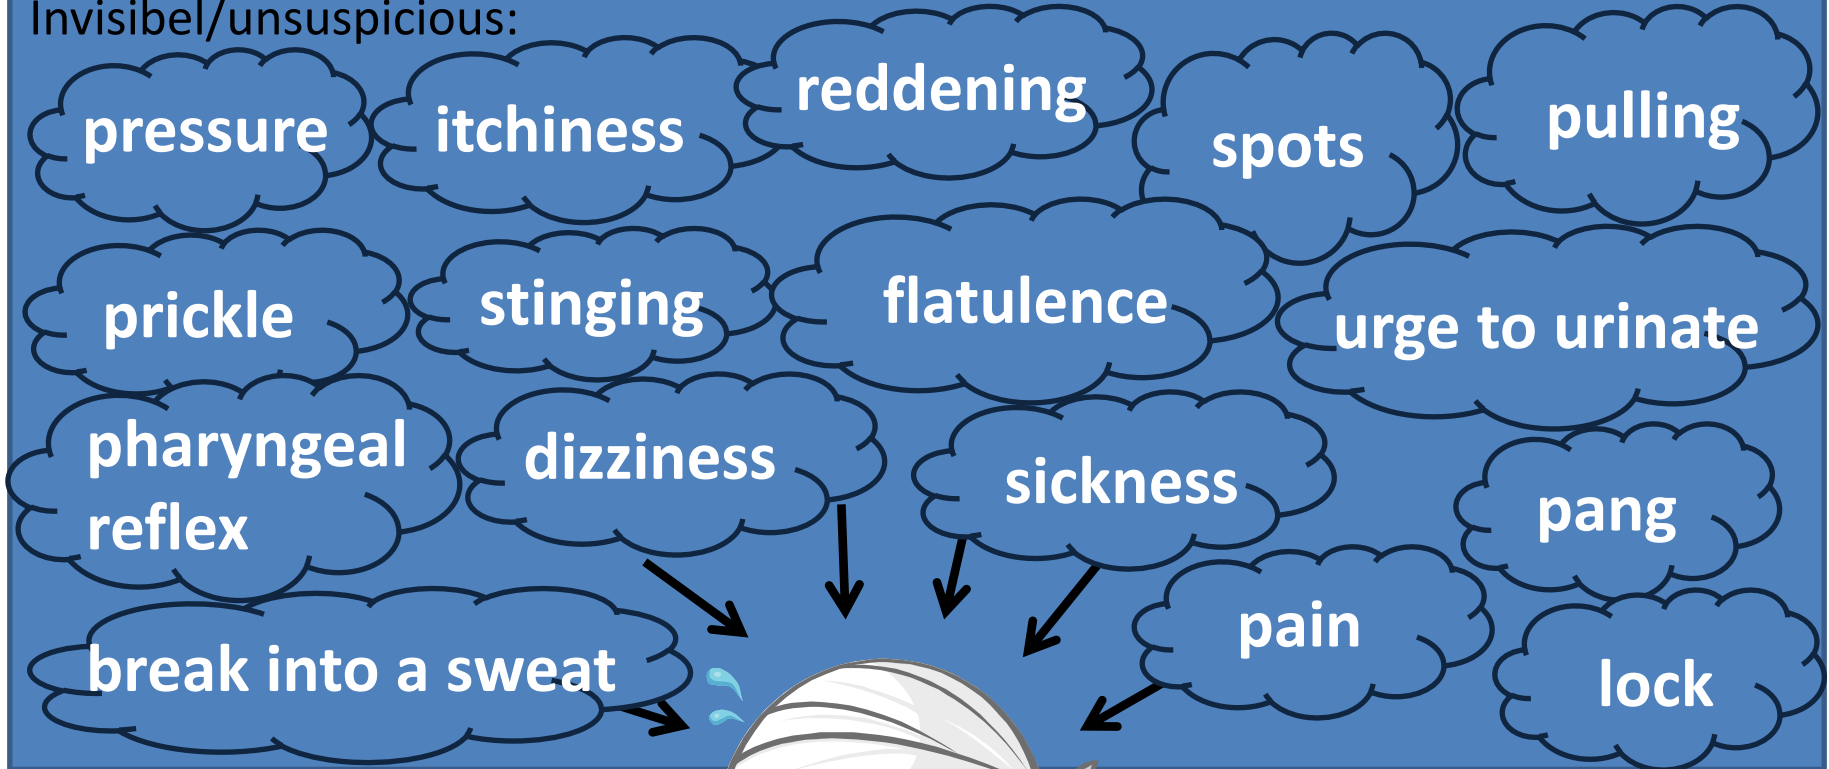 Invisibel/unsuspicious:
pressure
itchiness
reddening
spots
pulling
prickle
stinging
flatulence
urge to urinate
pharyngeal
reflex
dizziness
sickness
pang
break into a sweat
pain
lock